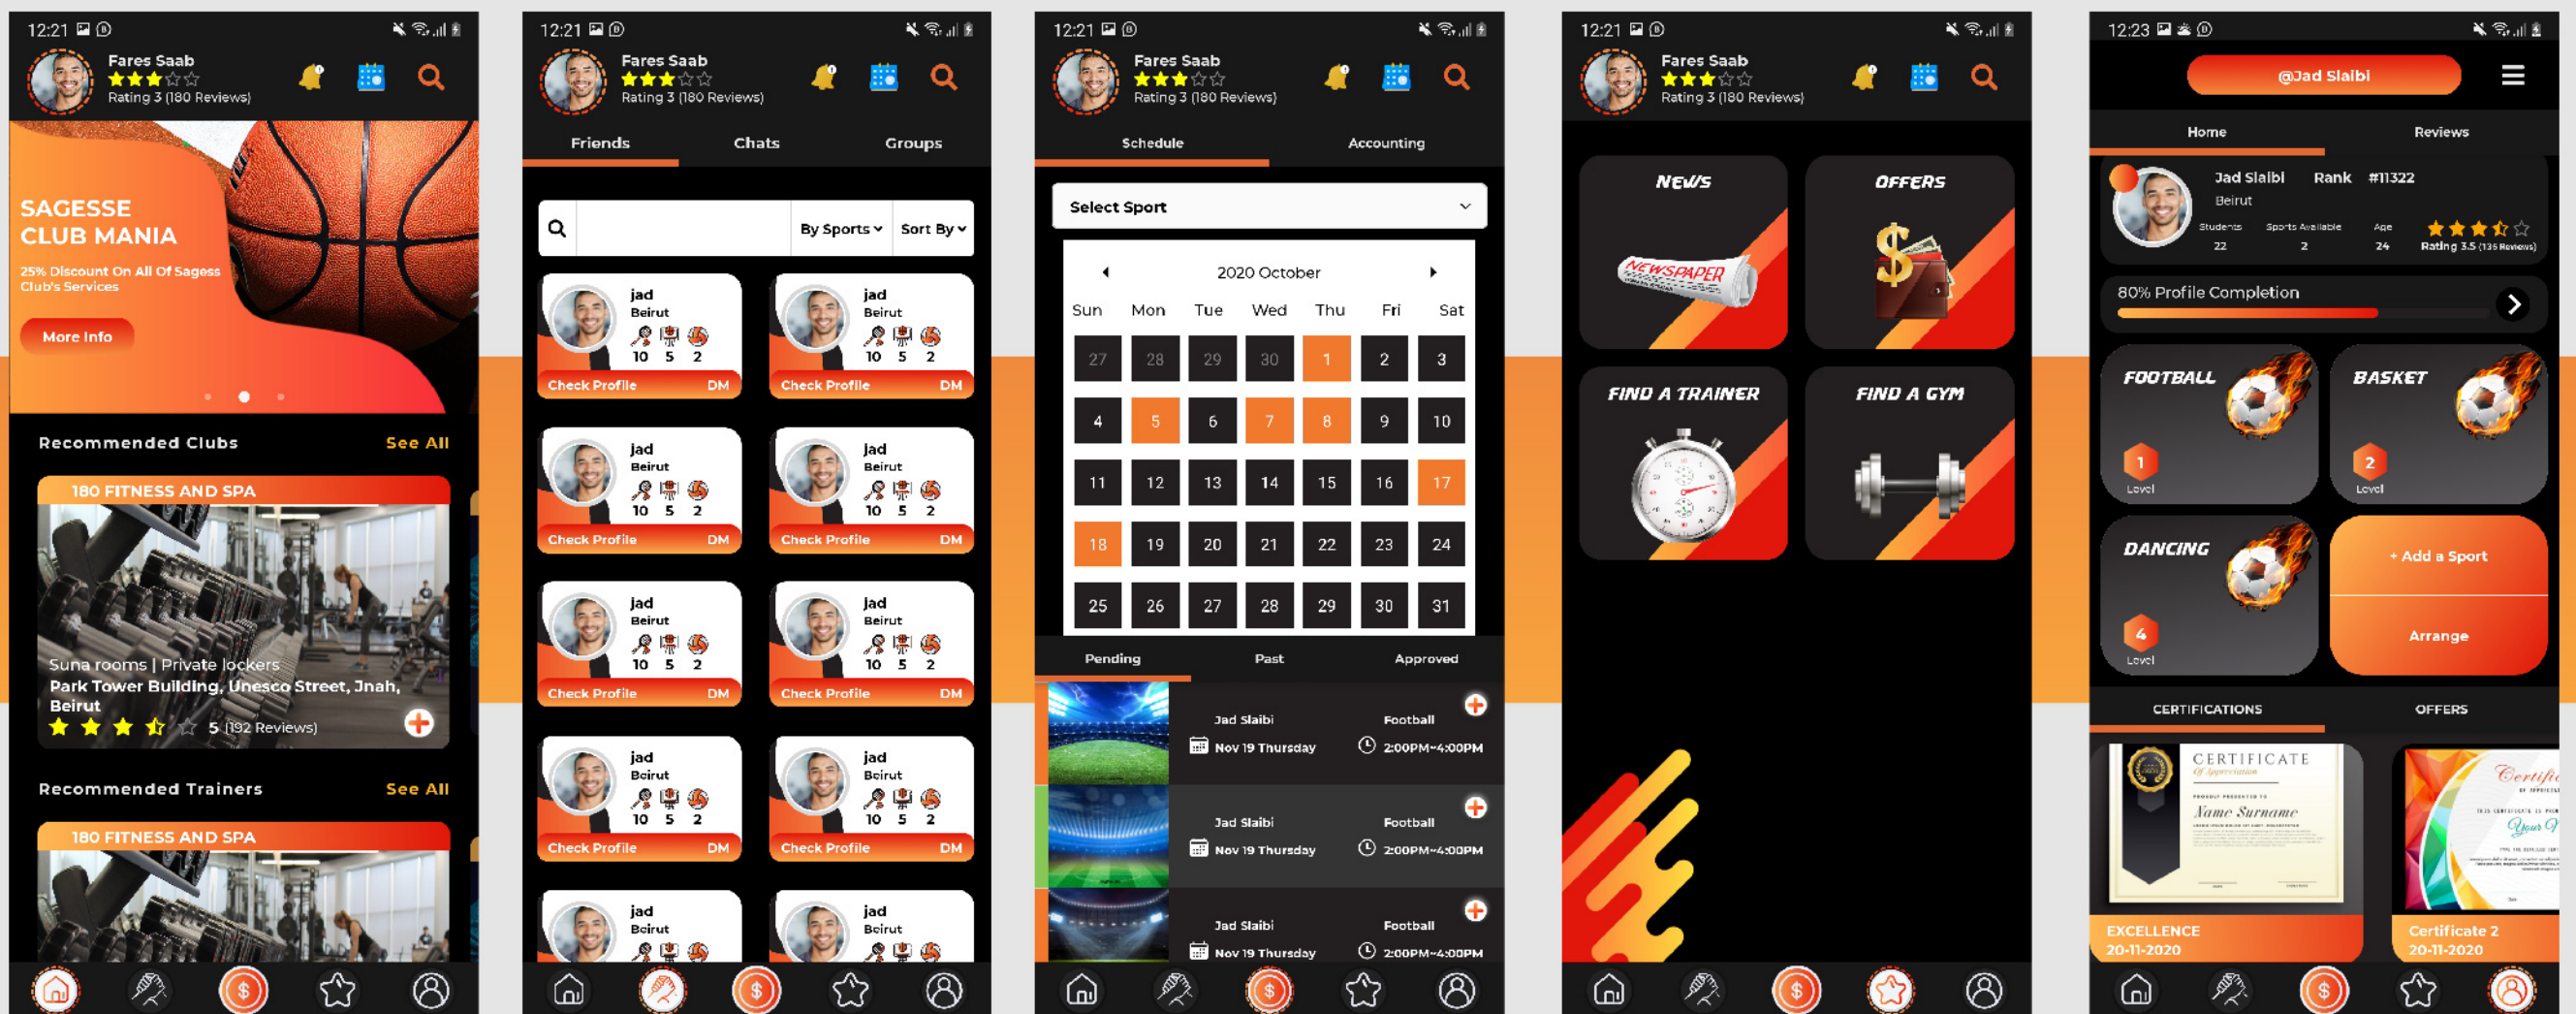 12:21
Fares Saab
Rating 3 (180 Reviews)
SAGESSE
CLUB MANIA
25% Discount On All Of Sagess
Club's Services
More Info
Recommended Clubs See All
180 FITNESS AND SPA
Suna rooms | Private lockers
Park Tower Building, Unesco Street, Jnah,
Beirut
5 (192 Reviews)
Recommended Trainers See All
180 FITNESS AND SPA
12:21
Fares Saab
Rating 3 (180 Reviews)
Friends Chats Groups
By Sports Sort By
jad jad
Beirut Beirut
10 5 2 10 5 2
Check Profile DM Check Profile DM
jad jad
Beirut Beirut
10 5 2 10 5 2
Check Profile DM Check Profile DM
jad jad
Beirut Beirut
10 5 2 10 5 2
Check Profile DM Check Profile DM
jad jad
Beirut Beirut
10 5 2 10 5 2
Check Profile DM Check Profile DM
jad jad
Beirut Beirut
12:21
Fares Saab
Rating 3 (180 Reviews)
Schedule Accounting
Select Sport
2020 October
Sun Mon Tue Wed Thu Fri Sat
27 28 29 30 1 2 3
4 5 6 7 8 9 10
11 12 13 14 15 16 17
18 19 20 21 22 23 24
25 26 27 28 29 30 31
Pending Past Approved
Jad Slaibi Football
Nov 19 Thursday 2:00PM~4:00PM
Jad Slaibi Football
Nov 19 Thursday 2:00PM~4:00PM
Jad Slaibi Football
Nov 19 Thursday 2:00PM~4:00PM
12:21
Fares Saab
Rating 3 (180 Reviews)
NEWS OFFERS
NEWSPAPER
FIND A TRAINER FIND A GYM
12:23
@Jad Slaibi
Home Reviews
Jad Slaibi Rank #11322
Beirut
Students Sports Available Age
22 2 24 Rating 3.5 (135 Reviews)
80% Profile Completion
FOOTBALL BASKET
1 2
Level Level
DANCING + Add a Sport
4 Arrange
Level
CERTIFICATIONS OFFERS
CERTIFICATE
Of Appreciation
PROUDLY PRESENTED TO
Name Surname
EXCELLENCE
20-11-2020
Certificate 2
20-11-2020